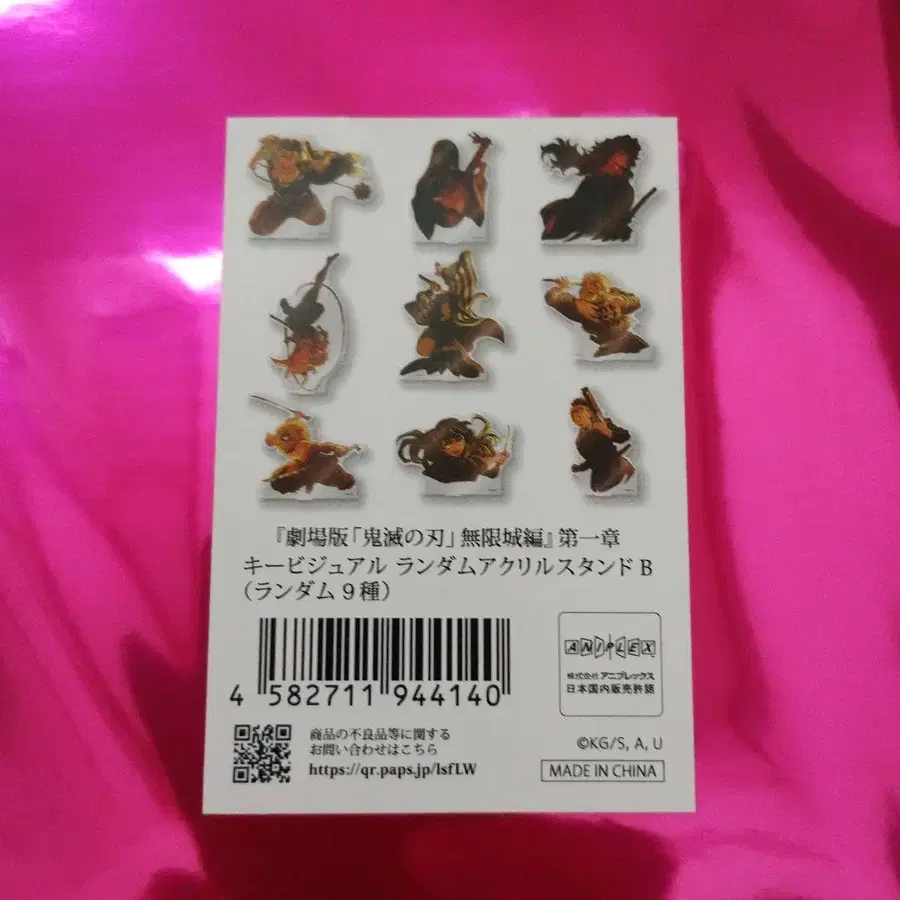 『劇場版「鬼滅の刃」無限城編』第一章
キービジュアル ランダムアクリルスタンド B
（ランダム 9 種）
4 582711 944140
ANIPLEX
株式会社 アニプレックス
日本国内販売許諾
商品の不良品等に関する
お問い合わせはこちら
https://qr.paps.jp/lsfLW
©KG/S, A, U
MADE IN CHINA